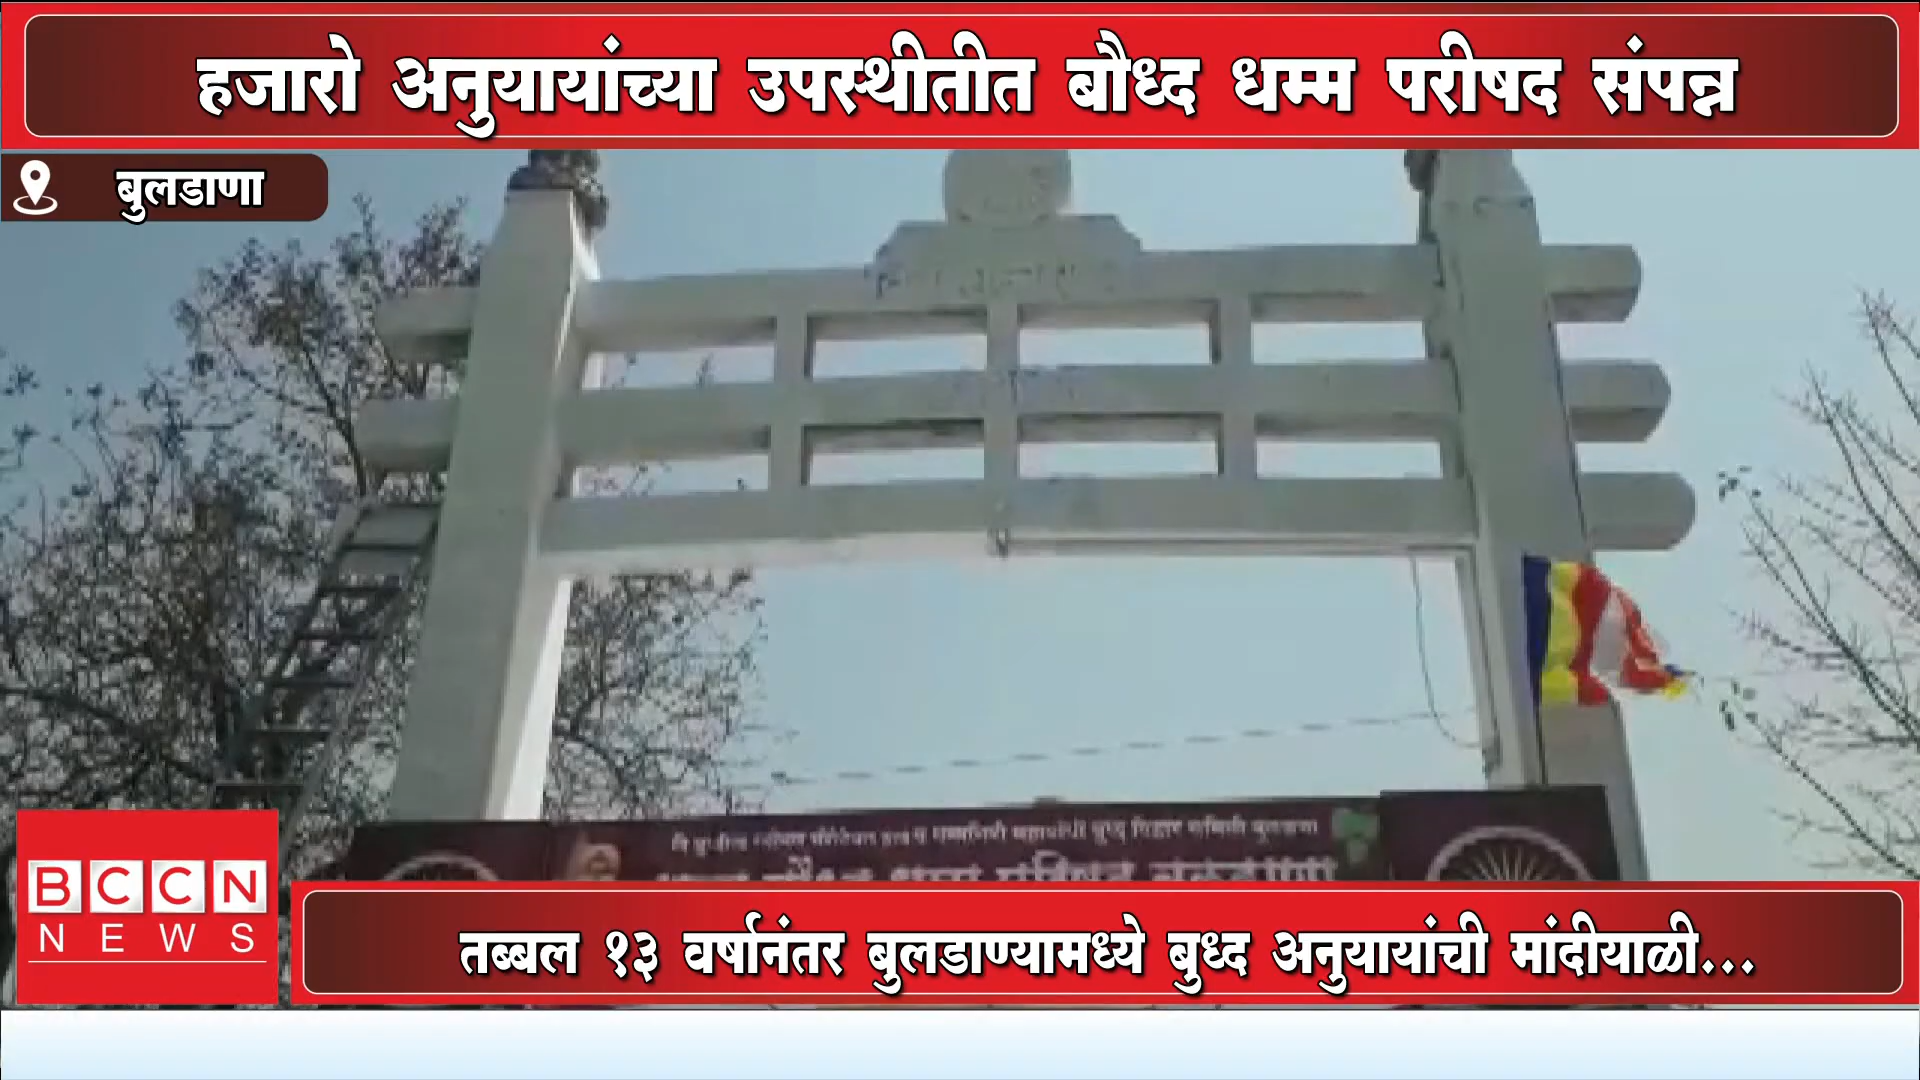 हजारो अनुयायांच्या उपस्थीतीत बौध्द धम्म परीषद संपन्न
बुलडाणा
BCCN
NEWS
तब्बल १३ वर्षानंतर बुलडाण्यामध्ये बुध्द अनुयायांची मांदीयाळी...